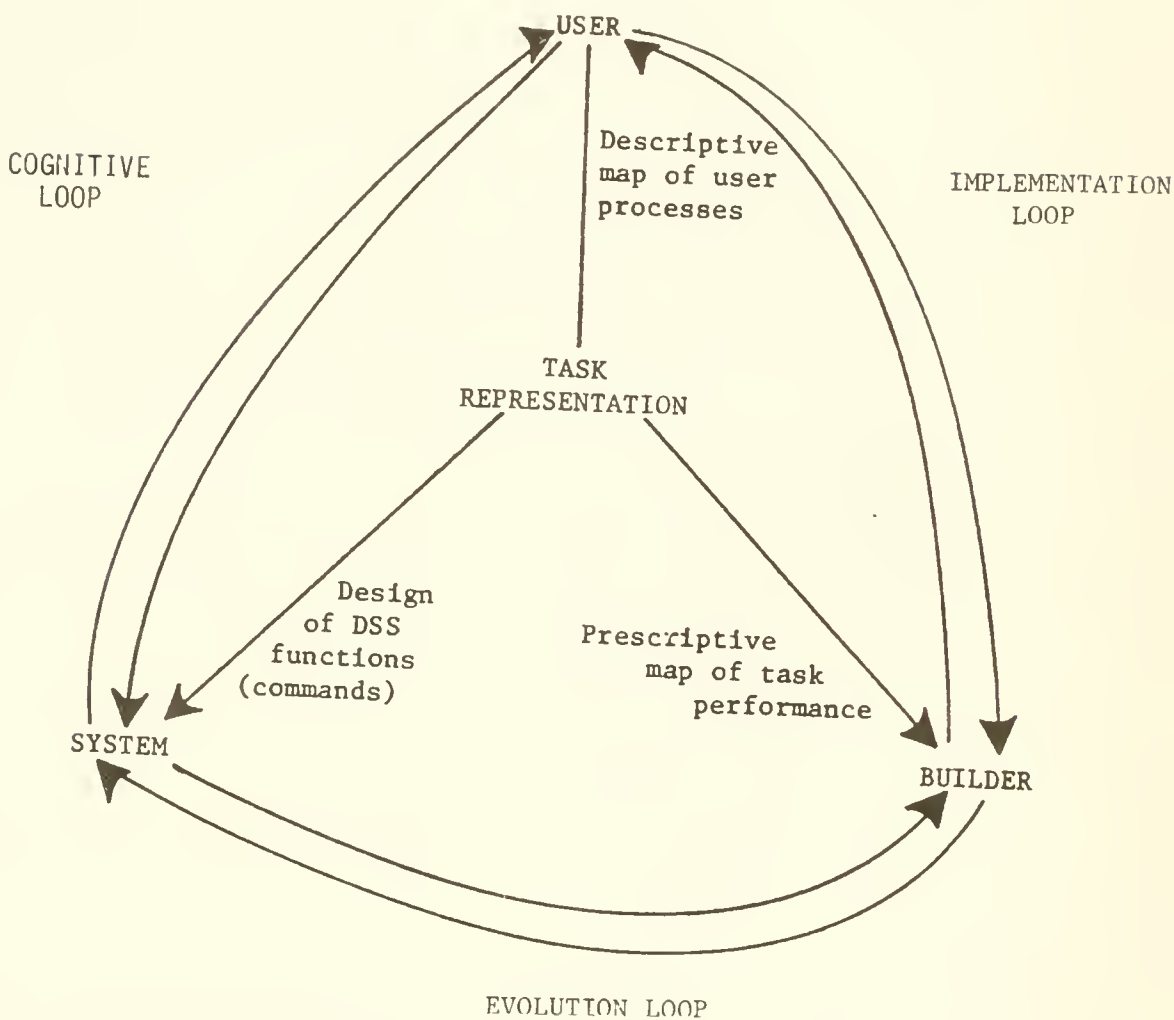 USER
COGNITIVE
LOOP
Descriptive
map of user
processes
IMPLEMENTATION
LOOP
TASK
REPRESENTATION
Design
of DSS
functions
(commands)
Prescriptive
map of task
performance
SYSTEM
BUILDER
EVOLUTION LOOP